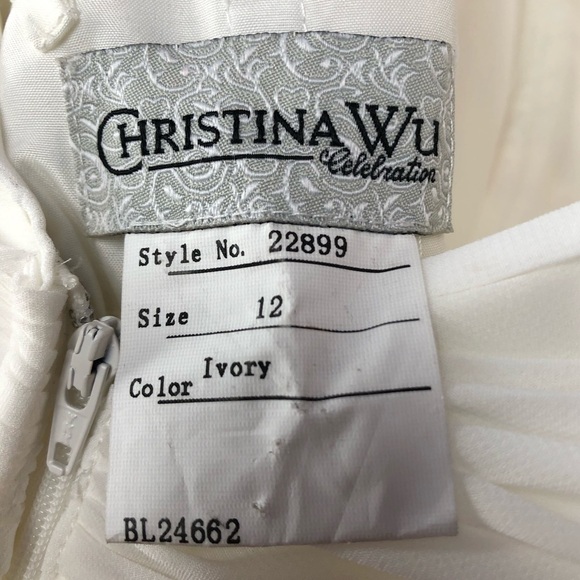 CHRISTINA WU
Celebration
Style No. 22899
Size 12
Color Ivory
BL24662